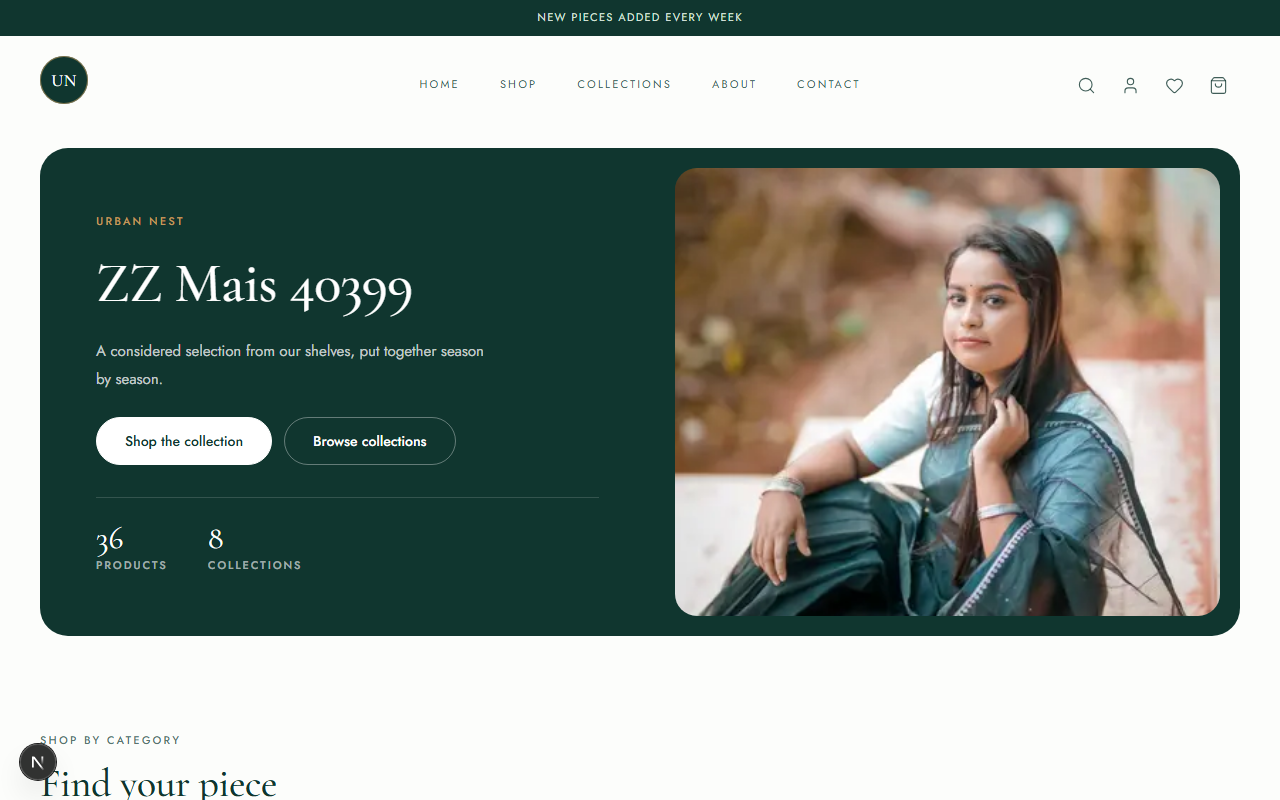 NEW PIECES ADDED EVERY WEEK
UN
HOME SHOP COLLECTIONS ABOUT CONTACT
URBAN NEST
ZZ Mais 40399
A considered selection from our shelves, put together season
by season.
Shop the collection Browse collections
36 8
PRODUCTS COLLECTIONS
SHOP BY CATEGORY
N
Find your piece